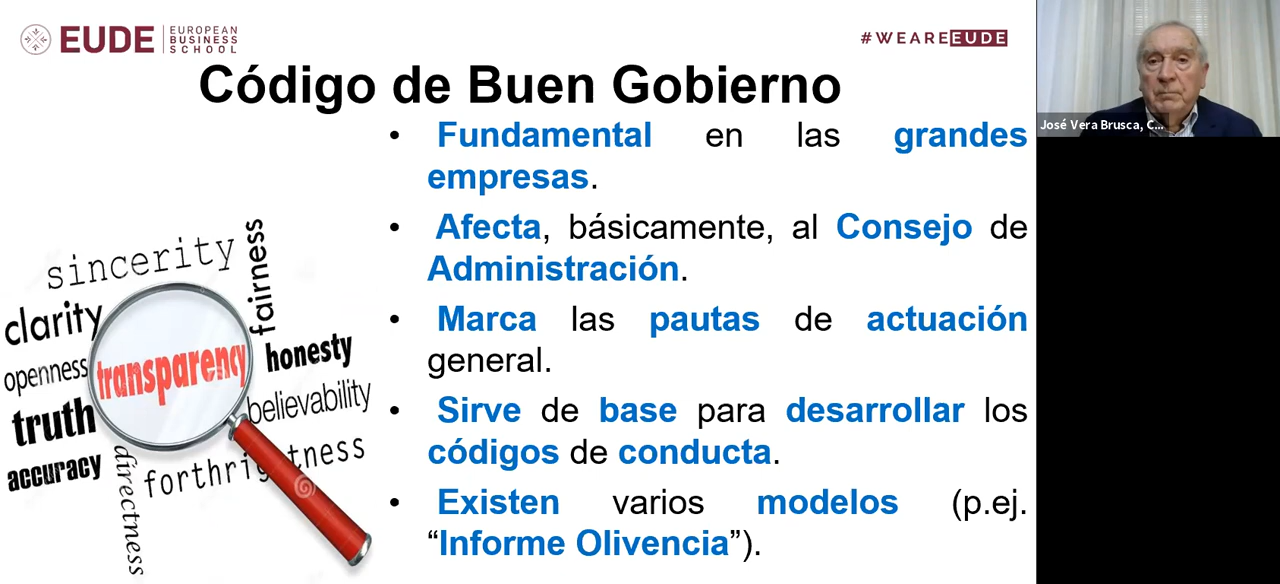 EUDE
EUROPEAN
BUSINESS
SCHOOL
#WEAREEUDE
Código de Buen Gobierno
• Fundamental en las grandes
empresas.
• Afecta, básicamente, al Consejo de
Administración.
• Marca las pautas de actuación
general.
• Sirve de base para desarrollar los
códigos de conducta.
• Existen varios modelos (p.ej.
“Informe Olivencia”).
sincerity
fairness
clarity
openness
transparency
honesty
truth
believability
accuracy
directness
forthrightness
José Vera Brusca, C...